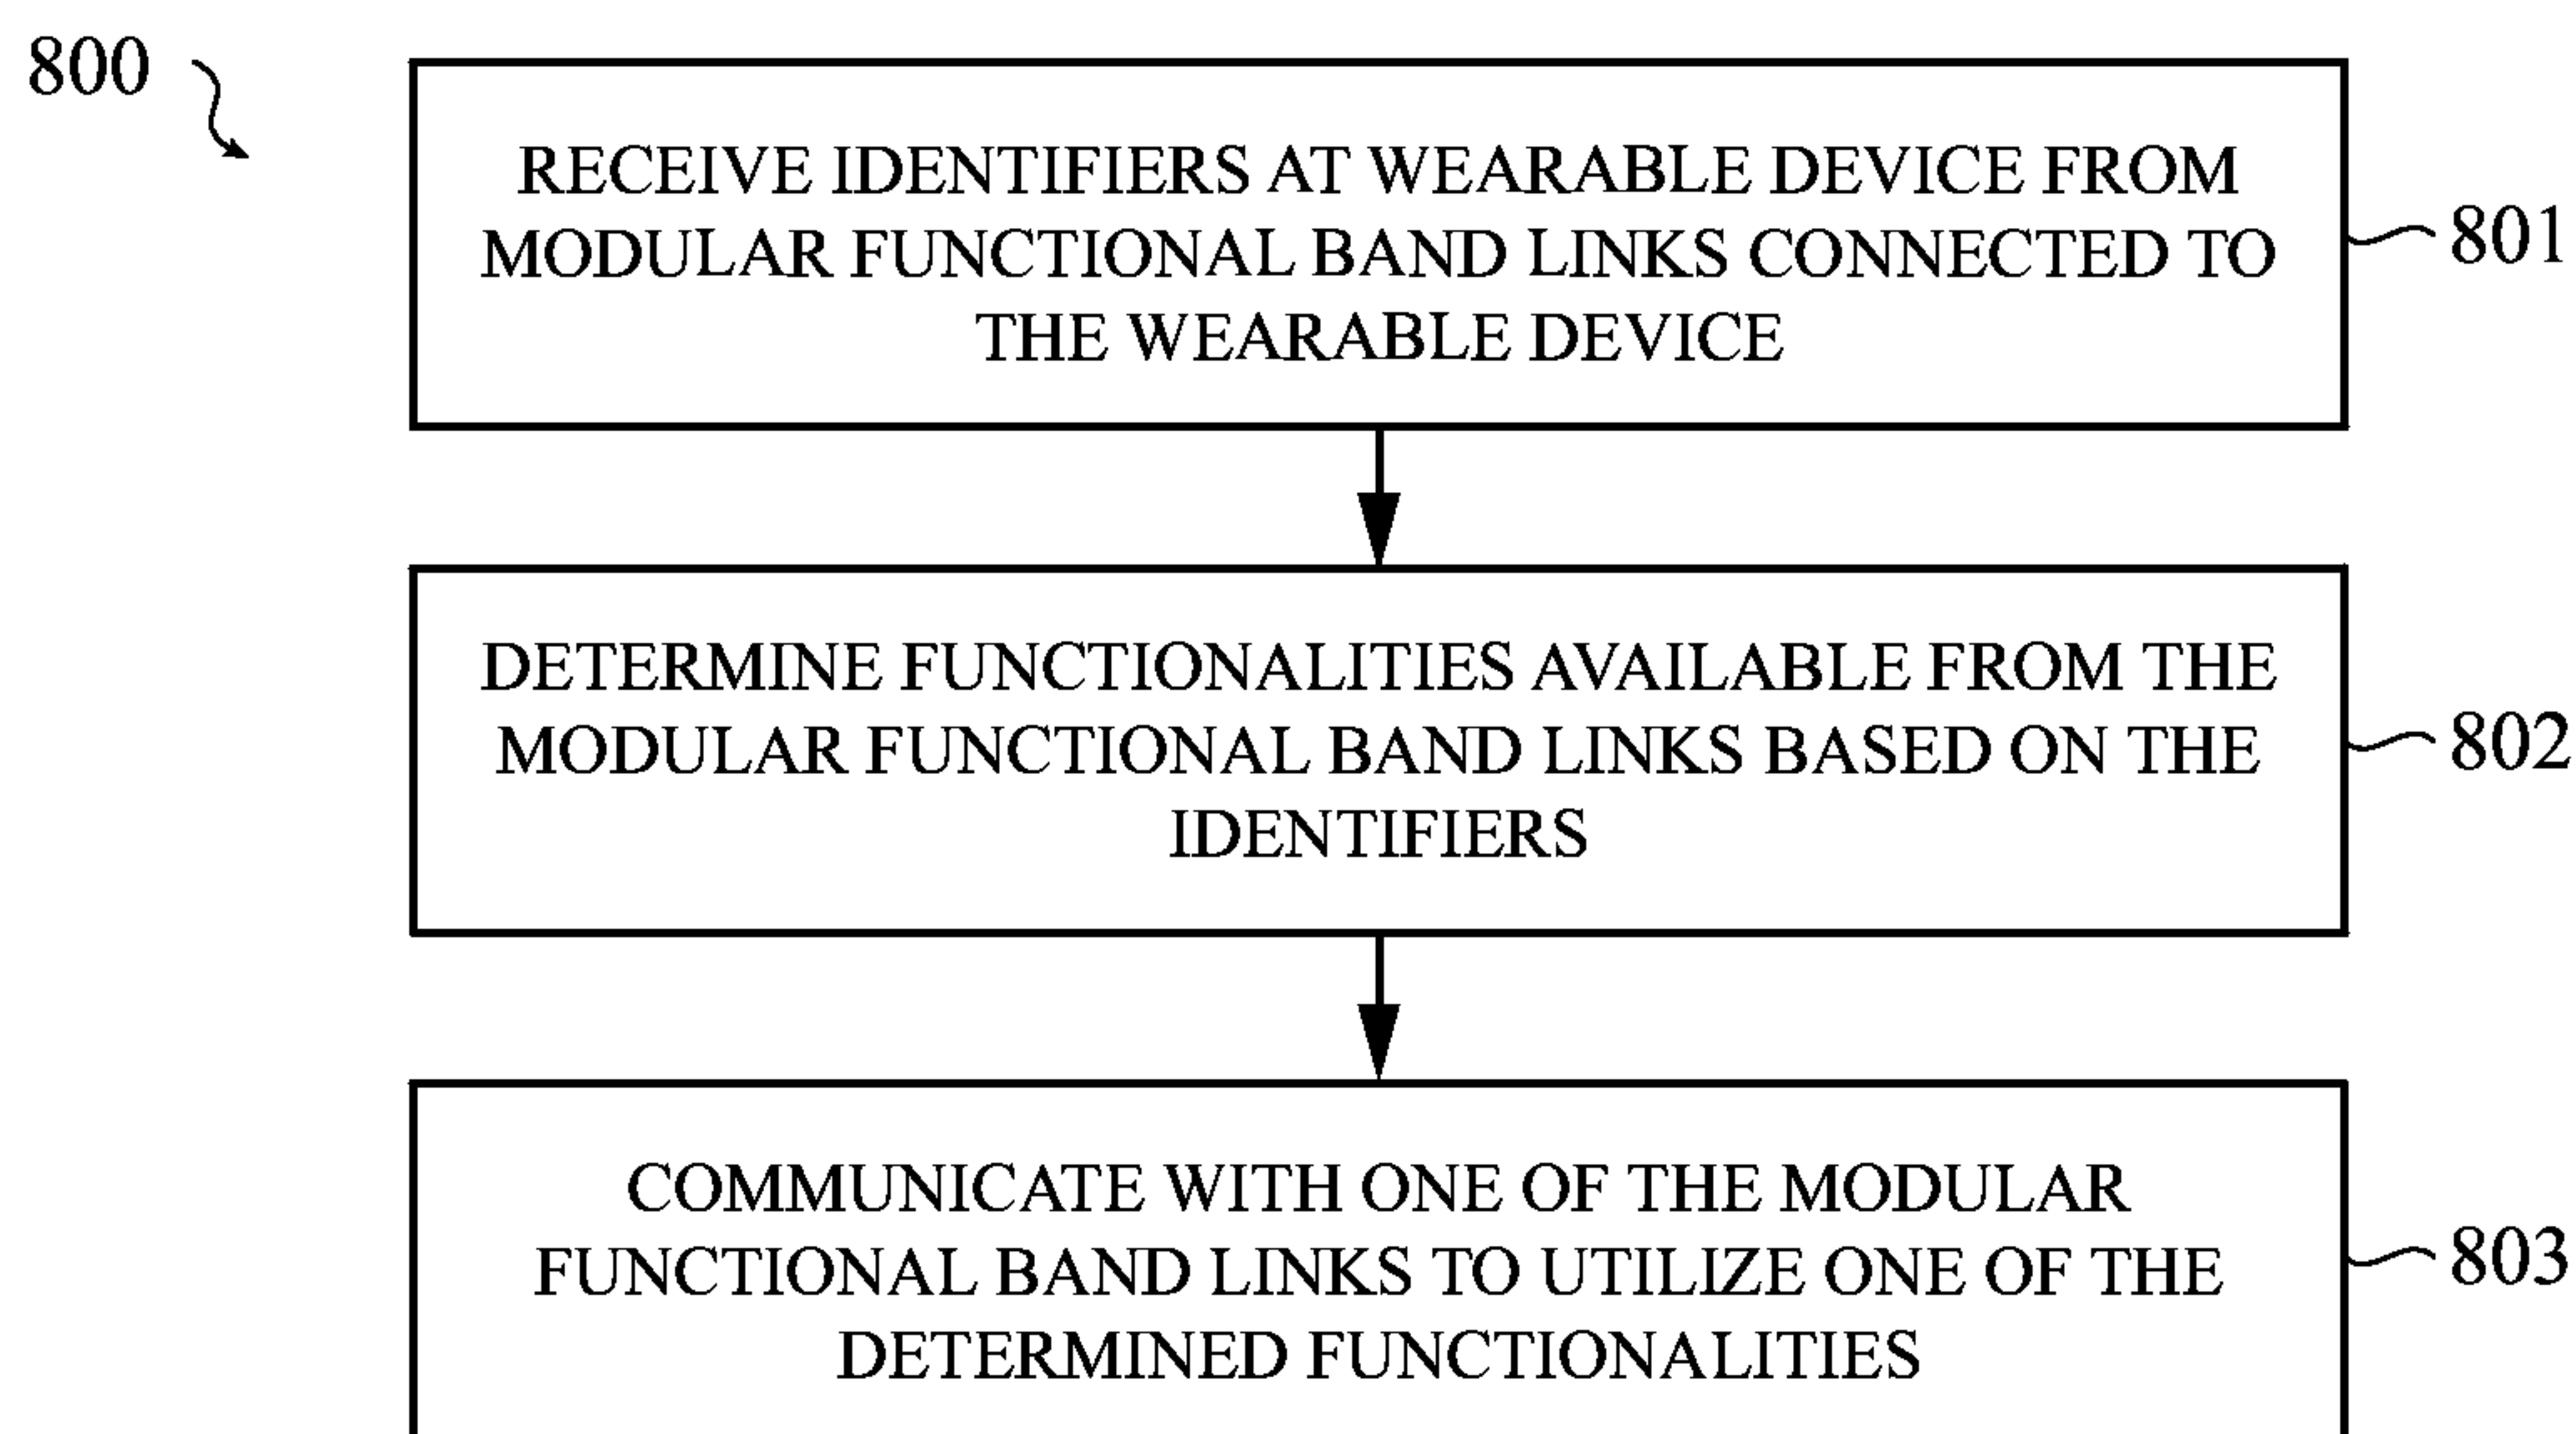 800
RECEIVE IDENTIFIERS AT WEARABLE DEVICE FROM
MODULAR FUNCTIONAL BAND LINKS CONNECTED TO
THE WEARABLE DEVICE
801
DETERMINE FUNCTIONALITIES AVAILABLE FROM THE
MODULAR FUNCTIONAL BAND LINKS BASED ON THE
IDENTIFIERS
802
COMMUNICATE WITH ONE OF THE MODULAR
FUNCTIONAL BAND LINKS TO UTILIZE ONE OF THE
DETERMINED FUNCTIONALITIES
803